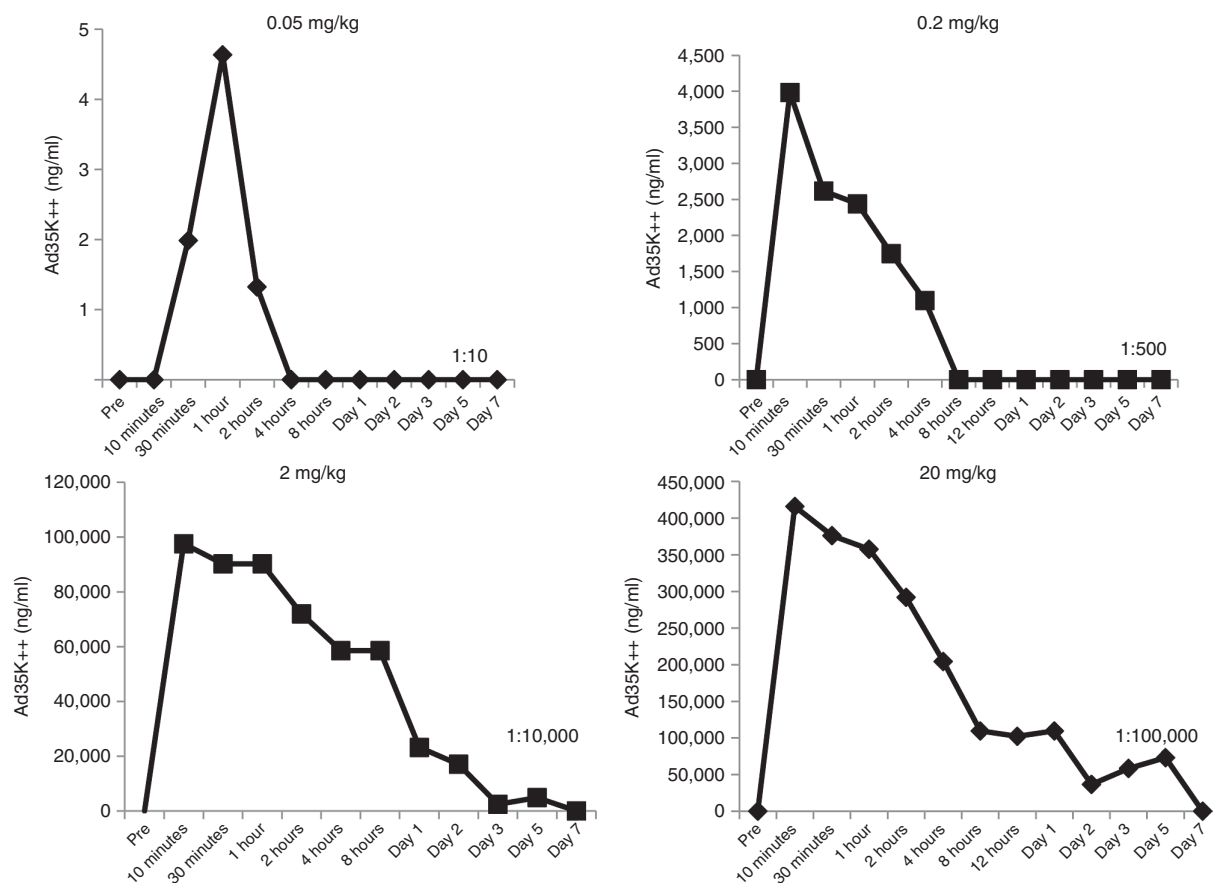 0.05 mg/kg
Ad35K++ (ng/ml)
5
4
3
2
1
1:10
Pre
10 minutes
30 minutes
1 hour
2 hours
4 hours
8 hours
Day 1
Day 2
Day 3
Day 5
Day 7
0.2 mg/kg
Ad35K++ (ng/ml)
4,500
4,000
3,500
3,000
2,500
2,000
1,500
1,000
500
0
1:500
Pre
10 minutes
30 minutes
1 hour
2 hours
4 hours
8 hours
12 hours
Day 1
Day 2
Day 3
Day 5
Day 7
2 mg/kg
Ad35K++ (ng/ml)
120,000
100,000
80,000
60,000
40,000
20,000
0
1:10,000
Pre
10 minutes
30 minutes
1 hour
2 hours
4 hours
8 hours
Day 1
Day 2
Day 3
Day 5
Day 7
20 mg/kg
Ad35K++ (ng/ml)
450,000
400,000
350,000
300,000
250,000
200,000
150,000
100,000
50,000
0
1:100,000
Pre
10 minutes
30 minutes
1 hour
2 hours
4 hours
8 hours
12 hours
Day 1
Day 2
Day 3
Day 5
Day 7